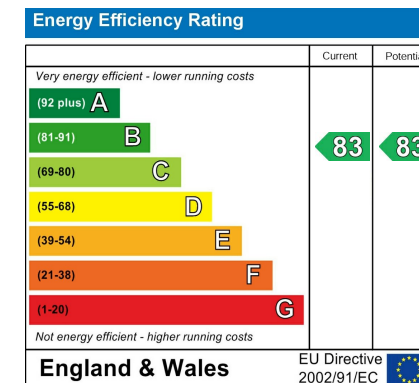 Energy Efficiency Rating
Current Potenti
Very energy efficient - lower running costs
(92 plus) A
(81-91) B
83 83
(69-80) C
(55-68) D
(39-54) E
(21-38) F
(1-20) G
Not energy efficient - higher running costs
England & Wales
EU Directive
2002/91/EC